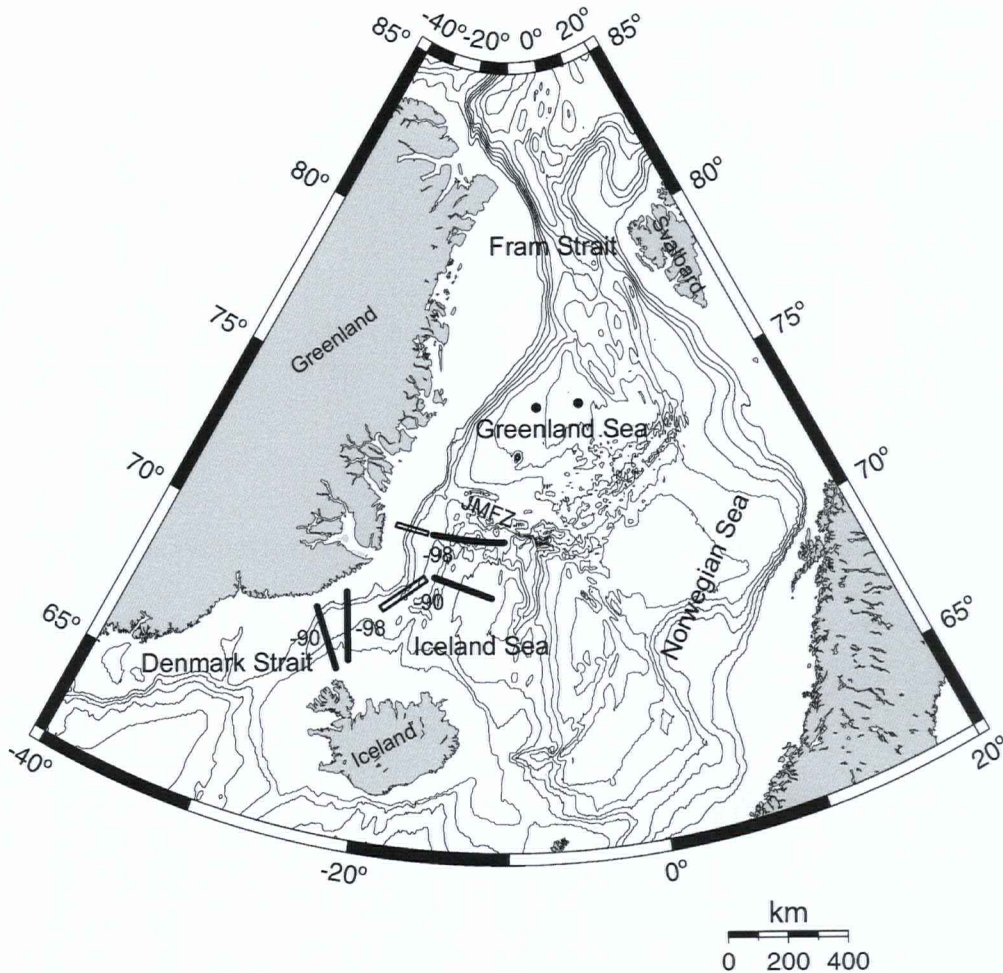 -40° -20° 0° 20°
85° 85°
80° 80°
Fram Strait
Svalbard
75° 75°
Greenland
Greenland Sea
70° 70°
JMFZ
-98
Norwegian Sea
-90
65° 65°
-90 -98
Denmark Strait Iceland Sea
Iceland
-40° 20°
-20° 0°
km
0 200 400